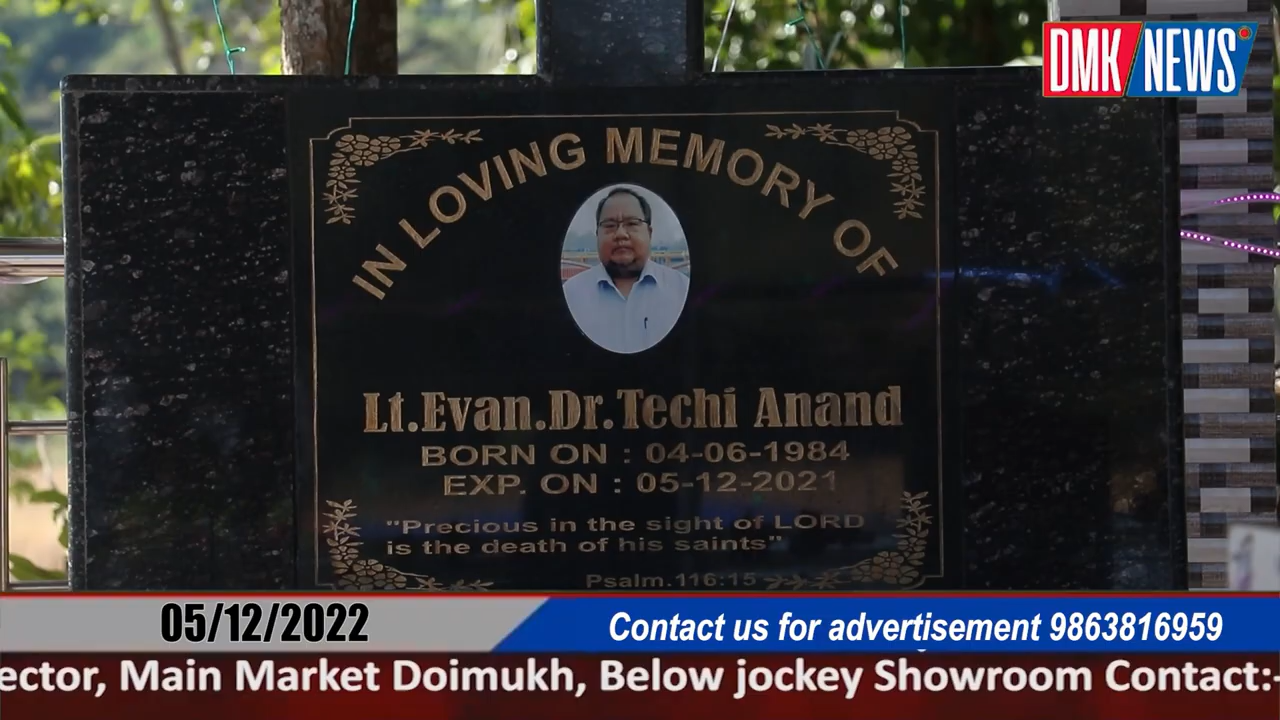 DMK NEWS
IN LOVING MEMORY OF
Lt.Evan.Dr.Techi Anand
BORN ON : 04-06-1984
EXP. ON : 05-12-2021
"Precious in the sight of LORD
is the death of his saints"
Psalm.116:15
05/12/2022
Contact us for advertisement 9863816959
ector, Main Market Doimukh, Below jockey Showroom Contact:-